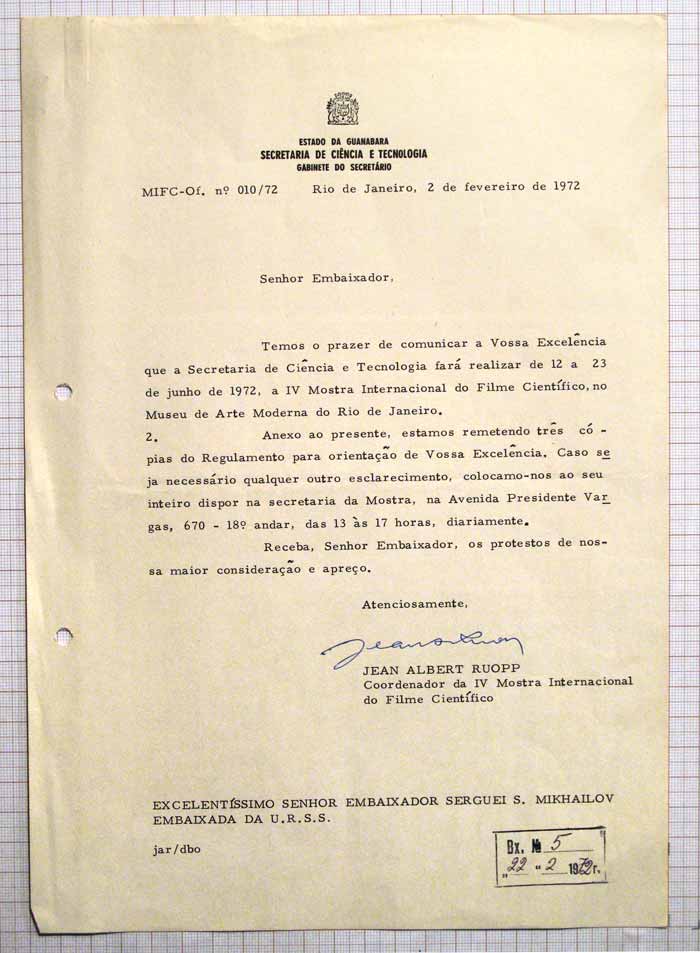 ESTADO DA GUANABARA
SECRETARIA DE CIÊNCIA E TECNOLOGIA
GABINETE DO SECRETÁRIO
MIFC-Of. nº 010/72 Rio de Janeiro, 2 de fevereiro de 1972
Senhor Embaixador,
Temos o prazer de comunicar a Vossa Excelência
que a Secretaria de Ciência e Tecnologia fará realizar de 12 a 23
de junho de 1972, a IV Mostra Internacional do Filme Científico, no
Museu de Arte Moderna do Rio de Janeiro.
2. Anexo ao presente, estamos remetendo três có -
pias do Regulamento para orientação de Vossa Excelência. Caso se
ja necessário qualquer outro esclarecimento, colocamo-nos ao seu
inteiro dispor na secretaria da Mostra, na Avenida Presidente Var
gas, 670 - 18º andar, das 13 às 17 horas, diariamente.
Receba, Senhor Embaixador, os protestos de nos-
sa maior consideração e apreço.
Atenciosamente,
JEAN ALBERT RUOPP
Coordenador da IV Mostra Internacional
do Filme Científico
EXCELENTÍSSIMO SENHOR EMBAIXADOR SERGUEI S. MIKHAILOV
EMBAIXADA DA U.R.S.S.
jar/dbo
Вх. № 5
"22" 2 1972г.